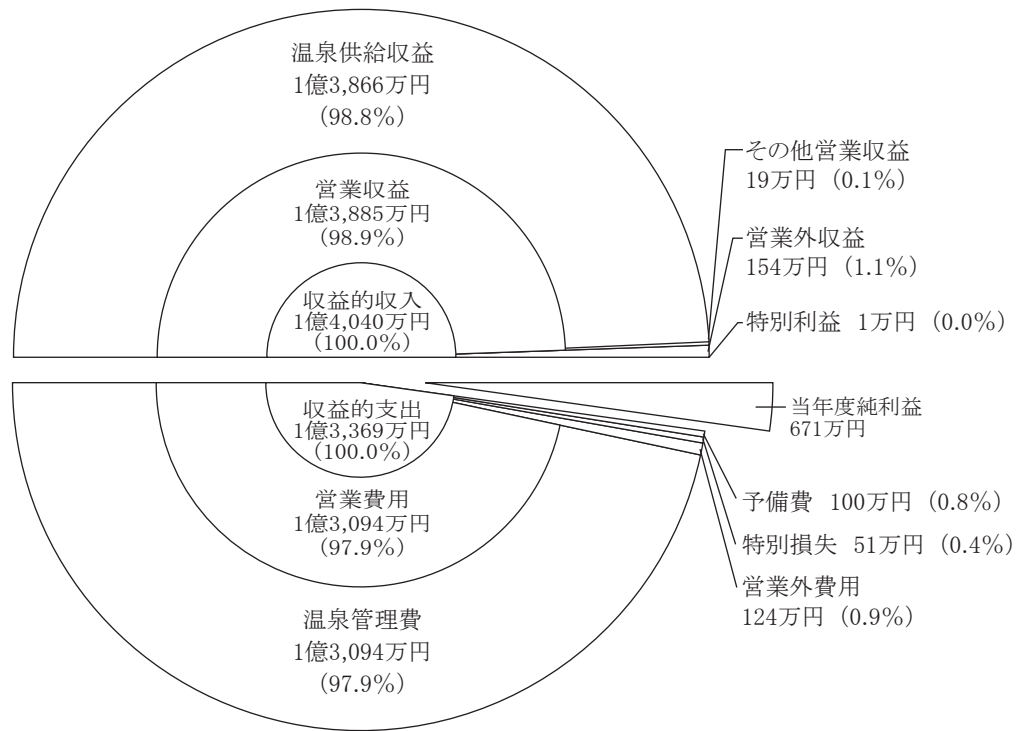 温泉供給収益
1億3,866万円
(98.8%)
営業収益
1億3,885万円
(98.9%)
収益的収入
1億4,040万円
(100.0%)
その他営業収益
19万円 (0.1%)
営業外収益
154万円 (1.1%)
特別利益 1万円 (0.0%)
収益的支出
1億3,369万円
(100.0%)
営業費用
1億3,094万円
(97.9%)
温泉管理費
1億3,094万円
(97.9%)
当年度純利益
671万円
予備費 100万円 (0.8%)
特別損失 51万円 (0.4%)
営業外費用
124万円 (0.9%)